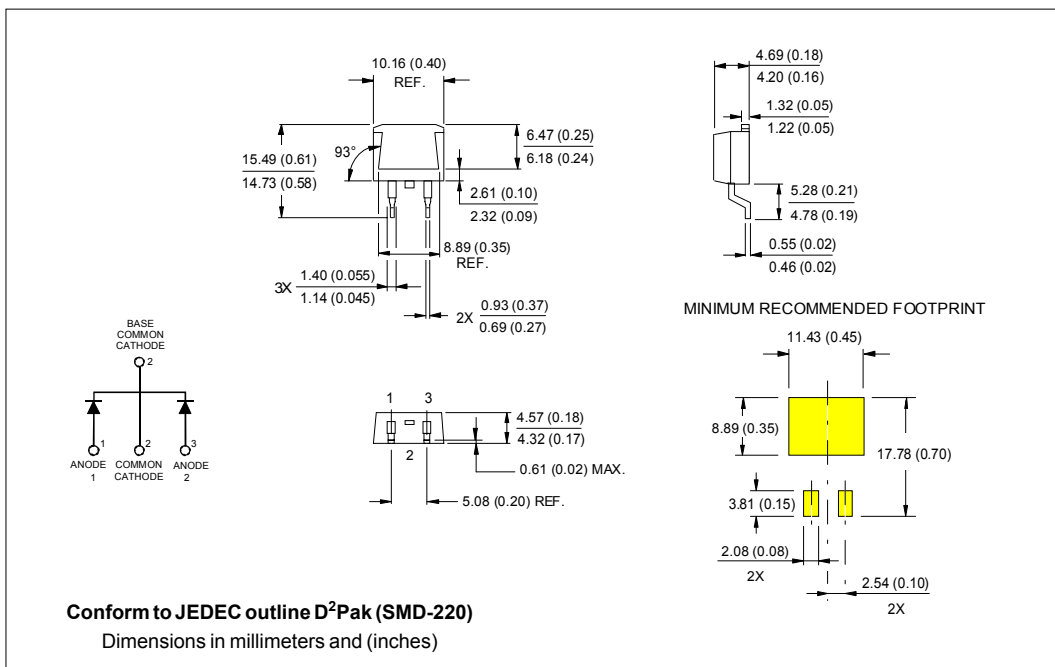 10.16 (0.40)
REF.
4.69 (0.18)
4.20 (0.16)
1.32 (0.05)
1.22 (0.05)
6.47 (0.25)
6.18 (0.24)
15.49 (0.61)
14.73 (0.58)
93°
2.61 (0.10)
2.32 (0.09)
5.28 (0.21)
4.78 (0.19)
8.89 (0.35)
REF.
0.55 (0.02)
0.46 (0.02)
3X 1.40 (0.055)
1.14 (0.045)
2X 0.93 (0.37)
0.69 (0.27)
MINIMUM RECOMMENDED FOOTPRINT
11.43 (0.45)
8.89 (0.35)
17.78 (0.70)
3.81 (0.15)
2.08 (0.08)
2X
2.54 (0.10)
2X
BASE
COMMON
CATHODE
2
1 2 3
ANODE COMMON ANODE
1 CATHODE 2
1 3
2
4.57 (0.18)
4.32 (0.17)
0.61 (0.02) MAX.
5.08 (0.20) REF.
Conform to JEDEC outline D²Pak (SMD-220)
Dimensions in millimeters and (inches)